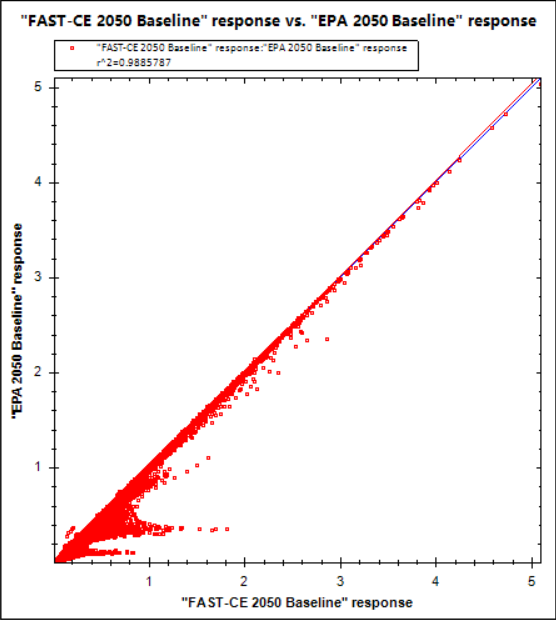 "FAST-CE 2050 Baseline" response vs. "EPA 2050 Baseline" response
"FAST-CE 2050 Baseline" response:"EPA 2050 Baseline" response
r^2=0.9885787
5
4
3
2
1
"EPA 2050 Baseline" response
1 2 3 4 5
"FAST-CE 2050 Baseline" response